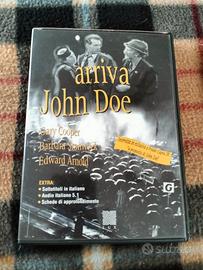 arriva
John Doe
Gary Cooper
Barbara Stanwyck
Edward Arnold
EXTRA:
• Sottotitoli in italiano
• Audio Italiano 5.1
• Schede di approfondimento
G
subito